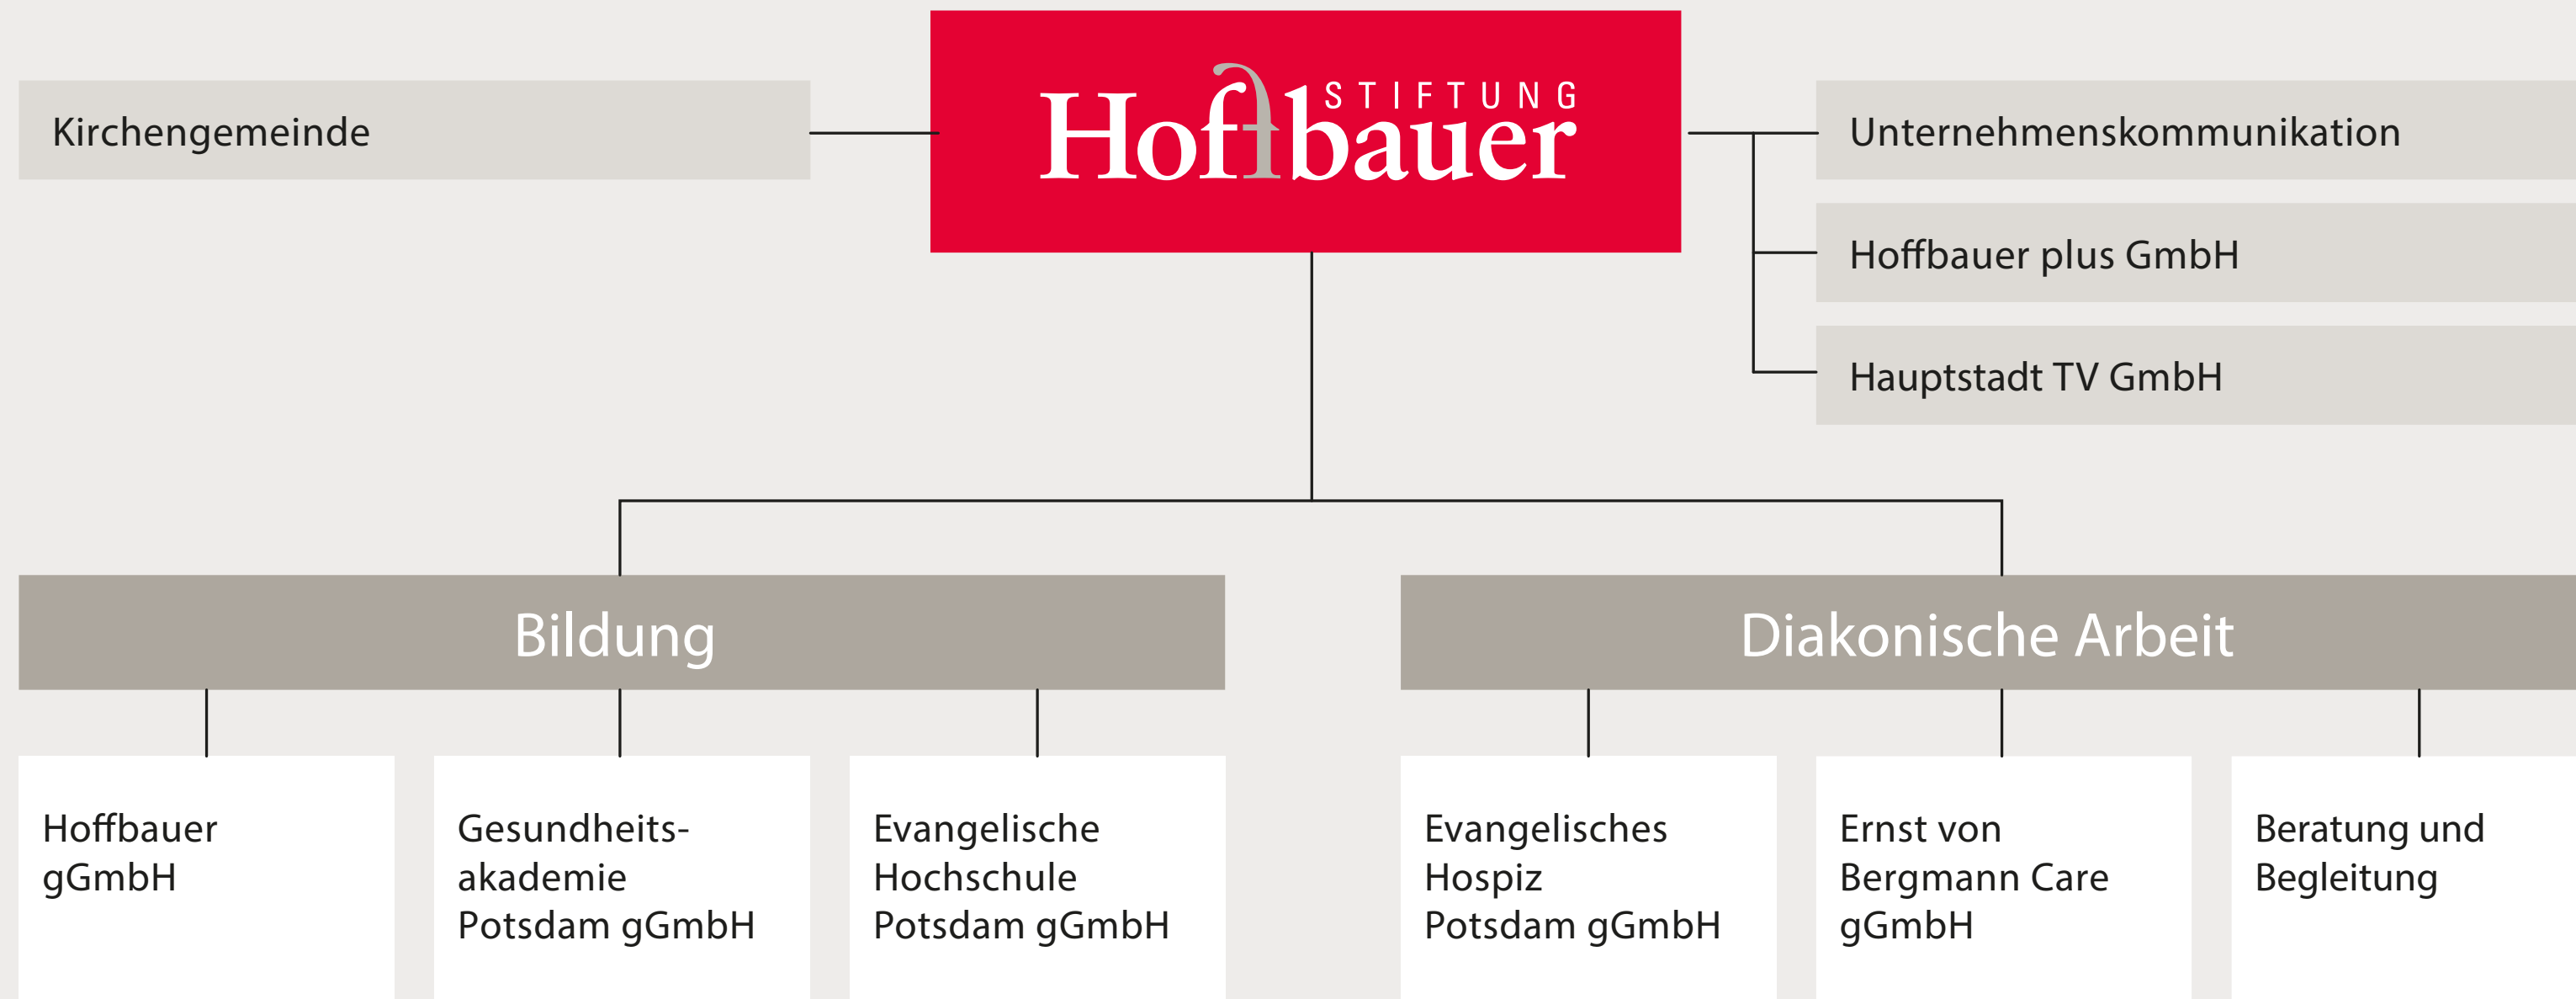 Kirchengemeinde
STIFTUNG
Hoffbauer
Unternehmenskommunikation
Hoffbauer plus GmbH
Hauptstadt TV GmbH
Bildung
Diakonische Arbeit
Hoffbauer
gGmbH
Gesundheits-
akademie
Potsdam gGmbH
Evangelische
Hochschule
Potsdam gGmbH
Evangelisches
Hospiz
Potsdam gGmbH
Ernst von
Bergmann Care
gGmbH
Beratung und
Begleitung